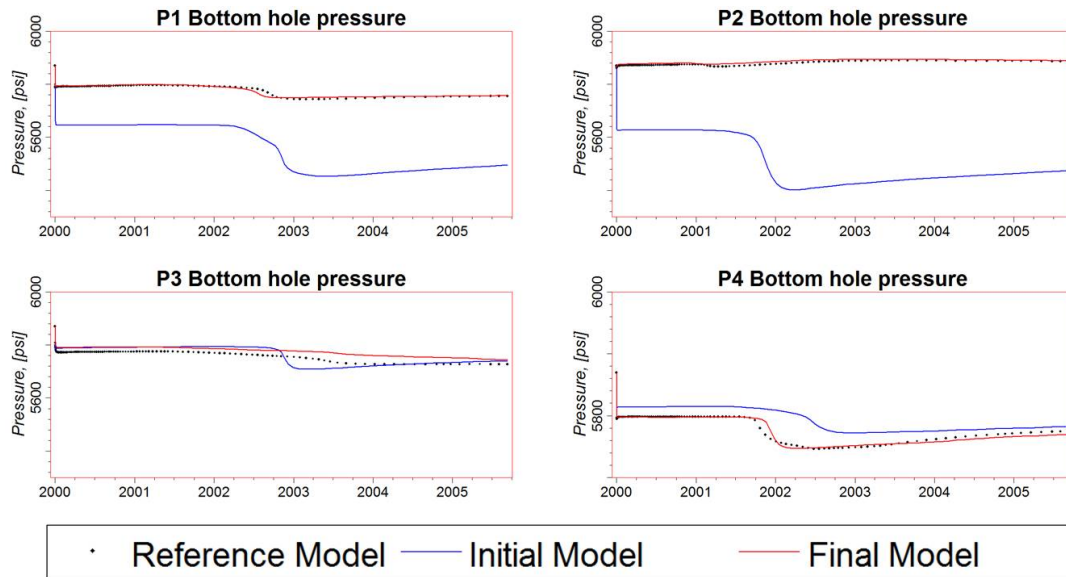 P1 Bottom hole pressure
6000
5600
Pressure, [psi]
2000 2001 2002 2003 2004 2005
P2 Bottom hole pressure
6000
5600
Pressure, [psi]
2000 2001 2002 2003 2004 2005
P3 Bottom hole pressure
6000
5600
Pressure, [psi]
2000 2001 2002 2003 2004 2005
P4 Bottom hole pressure
6000
5800
Pressure, [psi]
2000 2001 2002 2003 2004 2005
Reference Model Initial Model Final Model